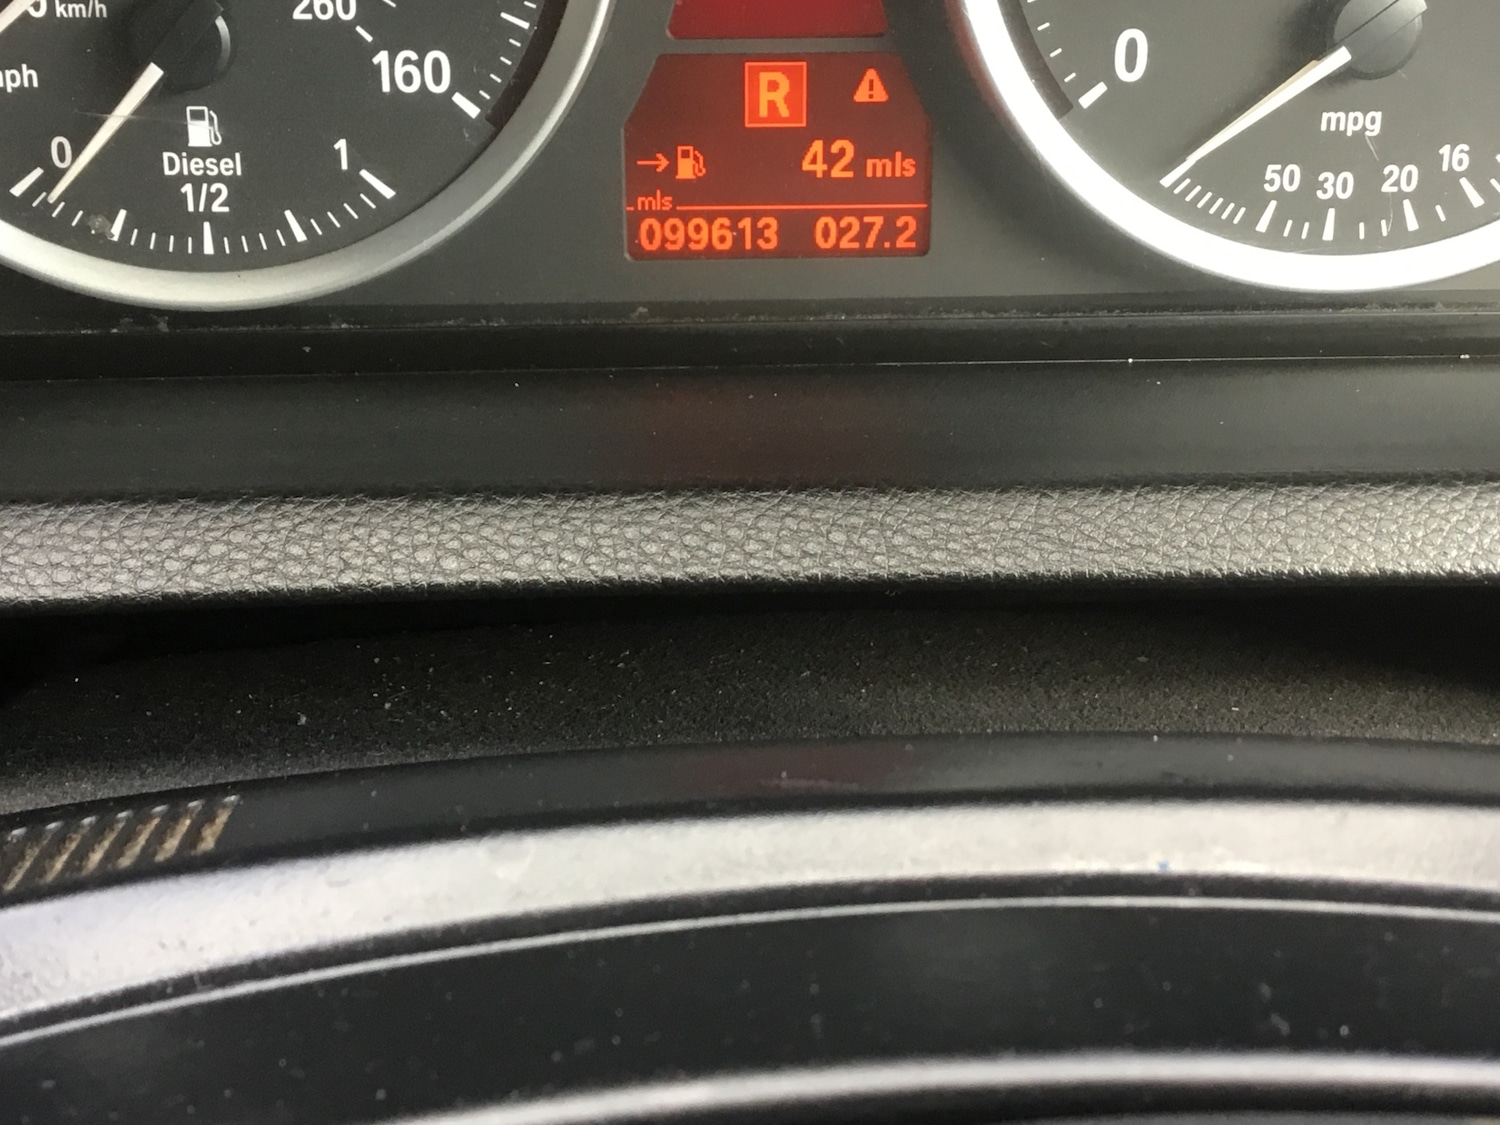 km/h
260
160
mph
0
Diesel
1/2
1
R
42 mls
mls
099613 027.2
0
mpg
50 30 20 16